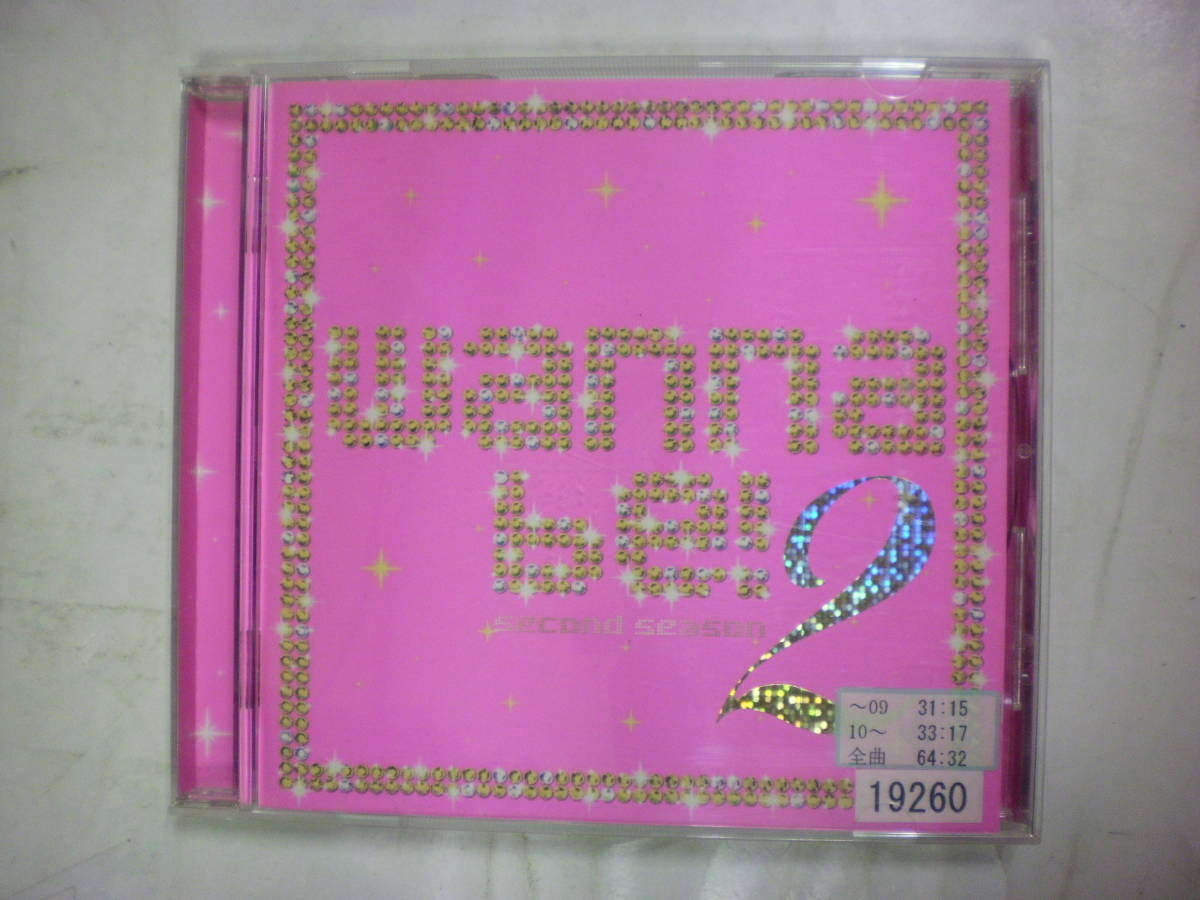 wanna
be!
2
second season
～09 31:15
10～ 33:17
全曲 64:32
19260